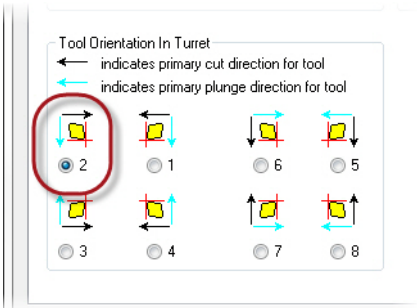 Tool Orientation In Turret
indicates primary cut direction for tool
indicates primary plunge direction for tool
2 1 6 5
3 4 7 8